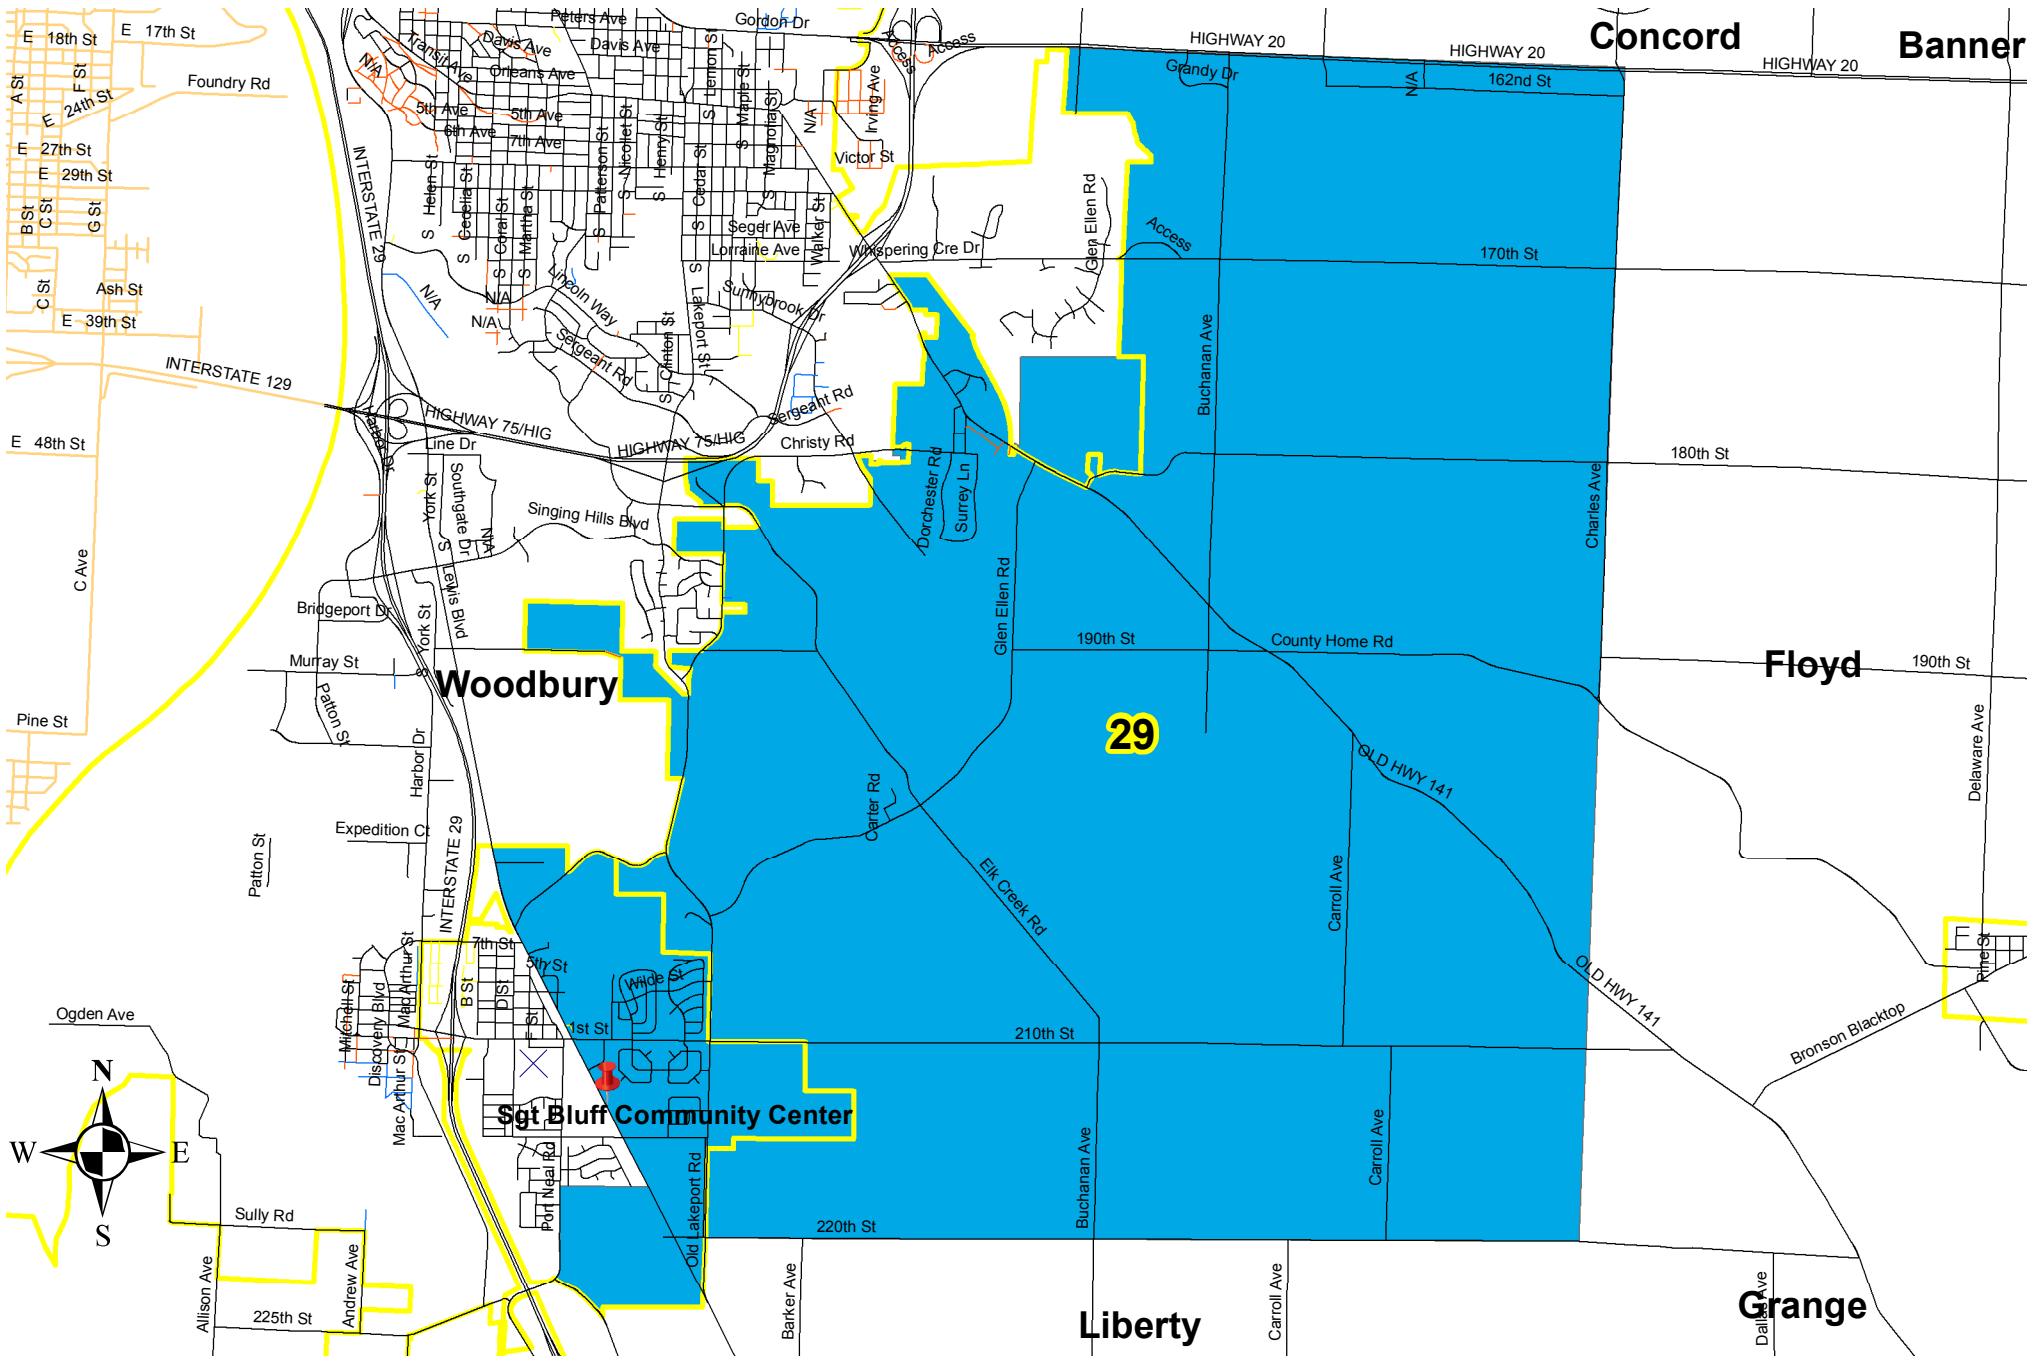 Peters Ave
Gordon Dr
E 18th St
E 17th St
Concord
Banner
Transit Ave
Davis Ave
Davis Ave
Access
Access
HIGHWAY 20
HIGHWAY 20
HIGHWAY 20
N/A
Orleans Ave
S Lemon St
Grandy Dr
162nd St
N/A
A St
F St
Foundry Rd
E 24th St
5th Ave
5th Ave
6th Ave
7th Ave
S Maple St
S Magnolia St
N/A
Irving Ave
E 27th St
E 29th St
Victor St
INTERSTATE 29
S Helen St
S Cecelia St
S Coral St
S Martha St
S Patterson St
S Nicolet St
S Henry St
S Cedar St
B St
C St
G St
Glen Ellen Rd
Seger Ave
Lorraine Ave
Walker St
Whispering Cre Dr
Access
170th St
C St
Ash St
N/A
N/A
N/A
Lincoln Way
Sunnybrook Dr
S Lakeport St
E 39th St
Sergeant Rd
S Clinton St
Buchanan Ave
INTERSTATE 129
Harbor Dr
HIGHWAY 75/HIG
HIGHWAY 75/HIG
Sergeant Rd
Christy Rd
E 48th St
Line Dr
180th St
York St
Southgate Dr
N/A
Singing Hills Blvd
Dorchester Rd
Surrey Ln
Charles Ave
C Ave
S Lewis Blvd
Bridgeport Dr
S York St
Glen Ellen Rd
190th St
County Home Rd
Murray St
Woodbury
Floyd
190th St
Patton St
Pine St
29
Harbor Dr
OLD HWY 141
Delaware Ave
Carter Rd
Expedition Ct
Patton St
INTERSTATE 29
Elk Creek Rd
Carroll Ave
7th St
5th St
Wilde St
OLD HWY 141
Pine St
Mitchell St
Discovery Blvd
Mac Arthur St
B St
D St
F St
1st St
210th St
Ogden Ave
Bronson Blacktop
Mac Arthur St
N
W
E
S
Sgt Bluff Community Center
Port Neal Rd
Old Lakeport Rd
Buchanan Ave
Carroll Ave
Sully Rd
220th St
Allison Ave
Andrew Ave
225th St
Barker Ave
Liberty
Carroll Ave
Dallas Ave
Grange